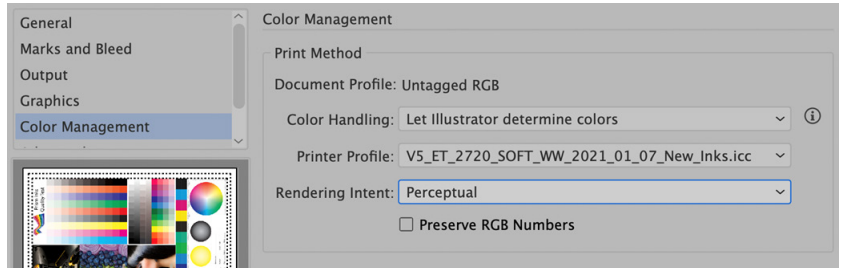 General
Marks and Bleed
Output
Graphics
Color Management
Color Management
Print Method
Document Profile: Untagged RGB
Color Handling: Let Illustrator determine colors
Printer Profile: V5_ET_2720_SOFT_WW_2021_01_07_New_Inks.icc
Rendering Intent: Perceptual
Preserve RGB Numbers